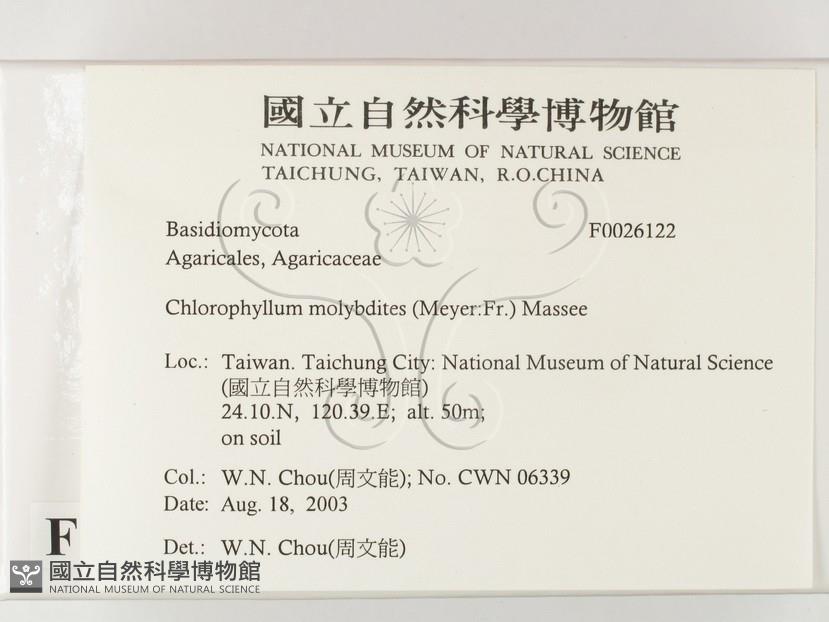 國立自然科學博物館
NATIONAL MUSEUM OF NATURAL SCIENCE
TAICHUNG, TAIWAN, R.O.CHINA
Basidiomycota F0026122
Agaricales, Agaricaceae
Chlorophyllum molybdites (Meyer:Fr.) Massee
Loc.: Taiwan. Taichung City: National Museum of Natural Science
(國立自然科學博物館)
24.10.N, 120.39.E; alt. 50m;
on soil
Col.: W.N. Chou(周文能); No. CWN 06339
Date: Aug. 18, 2003
Det.: W.N. Chou(周文能)
F
國立自然科學博物館
NATIONAL MUSEUM OF NATURAL SCIENCE